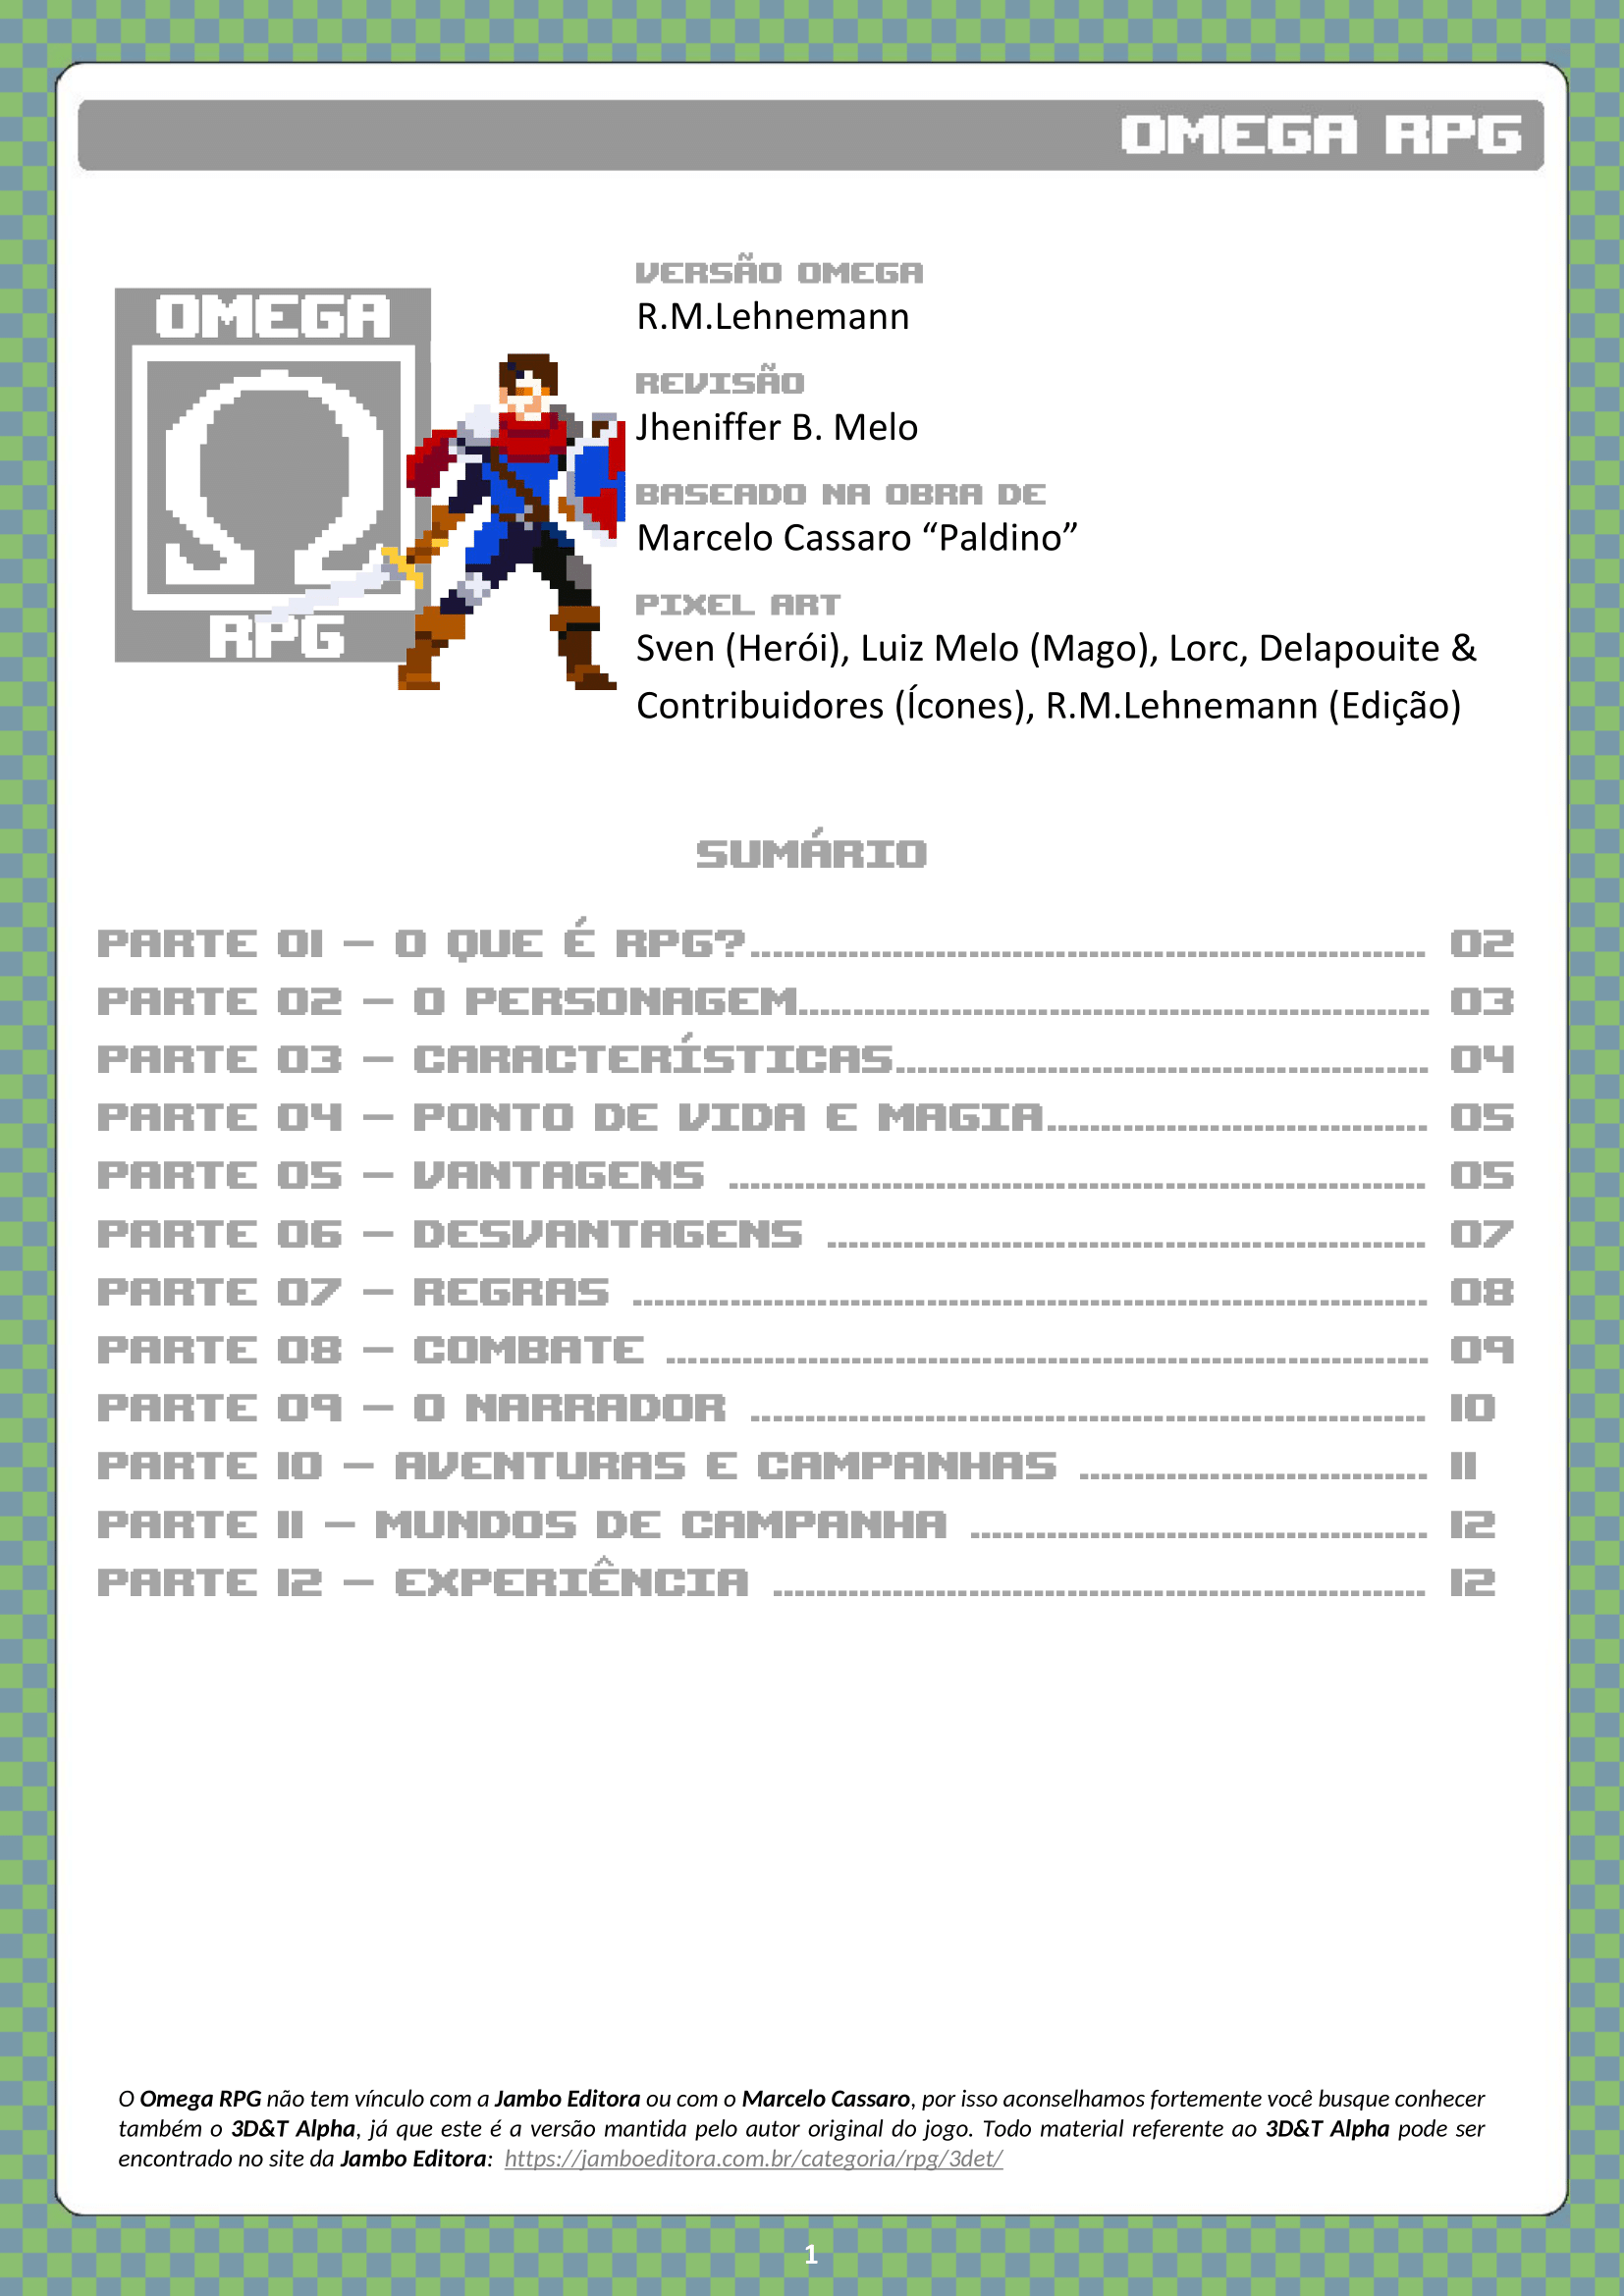 OMEGA RPG
OMEGA
RPG
VERSÃO OMEGA
R.M.Lehnemann
REVISÃO
Jheniffer B. Melo
BASEADO NA OBRA DE
Marcelo Cassaro “Paldino”
PIXEL ART
Sven (Herói), Luiz Melo (Mago), Lorc, Delapouite &
Contribuidores (Ícones), R.M.Lehnemann (Edição)
SUMÁRIO
PARTE 01 – O QUE É RPG?.......................................................... 02
PARTE 02 – O PERSONAGEM...................................................... 03
PARTE 03 – CARACTERÍSTICAS.............................................. 04
PARTE 04 – PONTO DE VIDA E MAGIA................................. 05
PARTE 05 – VANTAGENS ............................................................ 05
PARTE 06 – DESVANTAGENS .................................................... 07
PARTE 07 – REGRAS .................................................................... 08
PARTE 08 – COMBATE ................................................................. 09
PARTE 09 – O NARRADOR .......................................................... 10
PARTE 10 – AVENTURAS E CAMPANHAS .............................. 11
PARTE 11 – MUNDOS DE CAMPANHA ....................................... 12
PARTE 12 – EXPERIÊNCIA ........................................................ 12
O Omega RPG não tem vínculo com a Jambo Editora ou com o Marcelo Cassaro, por isso aconselhamos fortemente você busque conhecer
também o 3D&T Alpha, já que este é a versão mantida pelo autor original do jogo. Todo material referente ao 3D&T Alpha pode ser
encontrado no site da Jambo Editora: https://jamboeditora.com.br/categoria/rpg/3det/
1